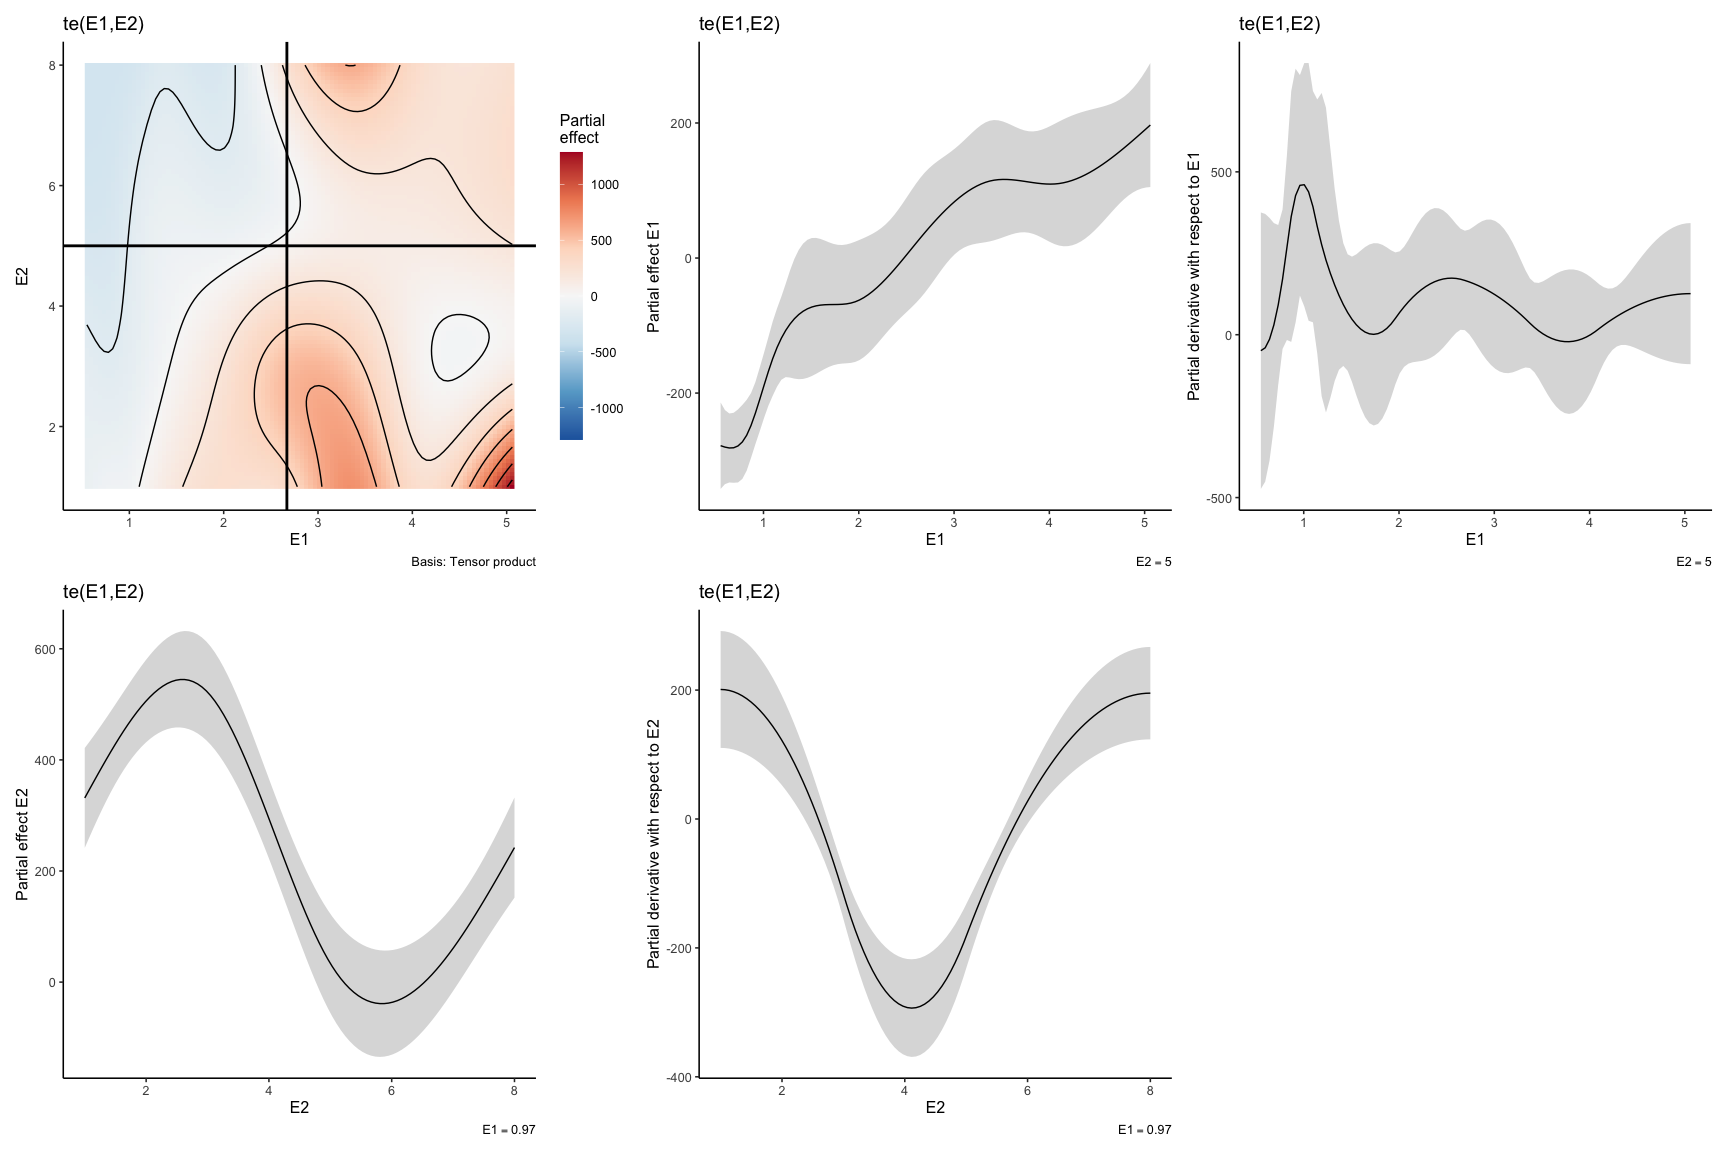 te(E1,E2)
8
6
4
2
E2
1
2
3
4
5
E1
Basis: Tensor product
Partial
effect
1000
500
0
-500
-1000
te(E1,E2)
200
0
-200
Partial effect E1
1
2
3
4
5
E1
E2 = 5
te(E1,E2)
500
0
-500
Partial derivative with respect to E1
1
2
3
4
5
E1
E2 = 5
te(E1,E2)
600
400
200
0
Partial effect E2
2
4
6
8
E2
E1 = 0.97
te(E1,E2)
200
0
-200
-400
Partial derivative with respect to E2
2
4
6
8
E2
E1 = 0.97